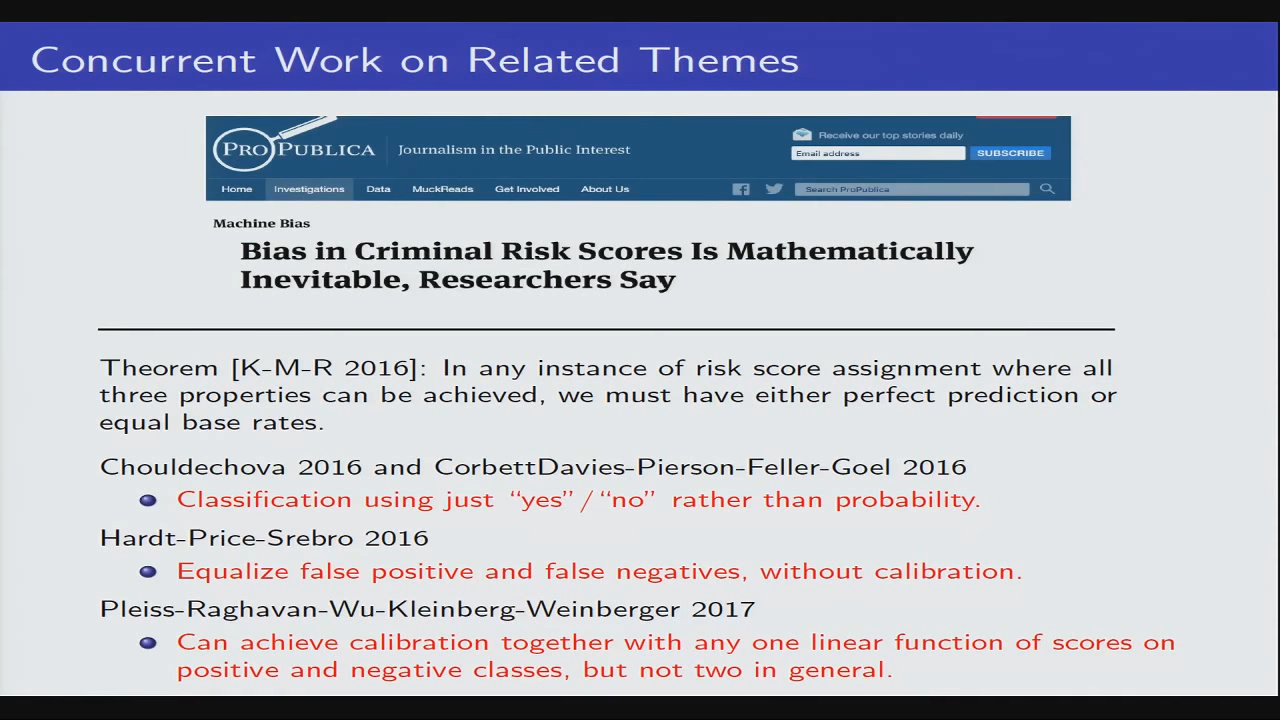 Concurrent Work on Related Themes
PROPUBLICA
Journalism in the Public Interest
Receive our top stories daily
Email address
SUBSCRIBE
Home Investigations Data MuckReads Get Involved About Us
Search ProPublica
Machine Bias
Bias in Criminal Risk Scores Is Mathematically
Inevitable, Researchers Say
Theorem [K-M-R 2016]: In any instance of risk score assignment where all
three properties can be achieved, we must have either perfect prediction or
equal base rates.
Chouldechova 2016 and CorbettDavies-Pierson-Feller-Goel 2016
Classification using just “yes”/“no” rather than probability.
Hardt-Price-Srebro 2016
Equalize false positive and false negatives, without calibration.
Pleiss-Raghavan-Wu-Kleinberg-Weinberger 2017
Can achieve calibration together with any one linear function of scores on
positive and negative classes, but not two in general.